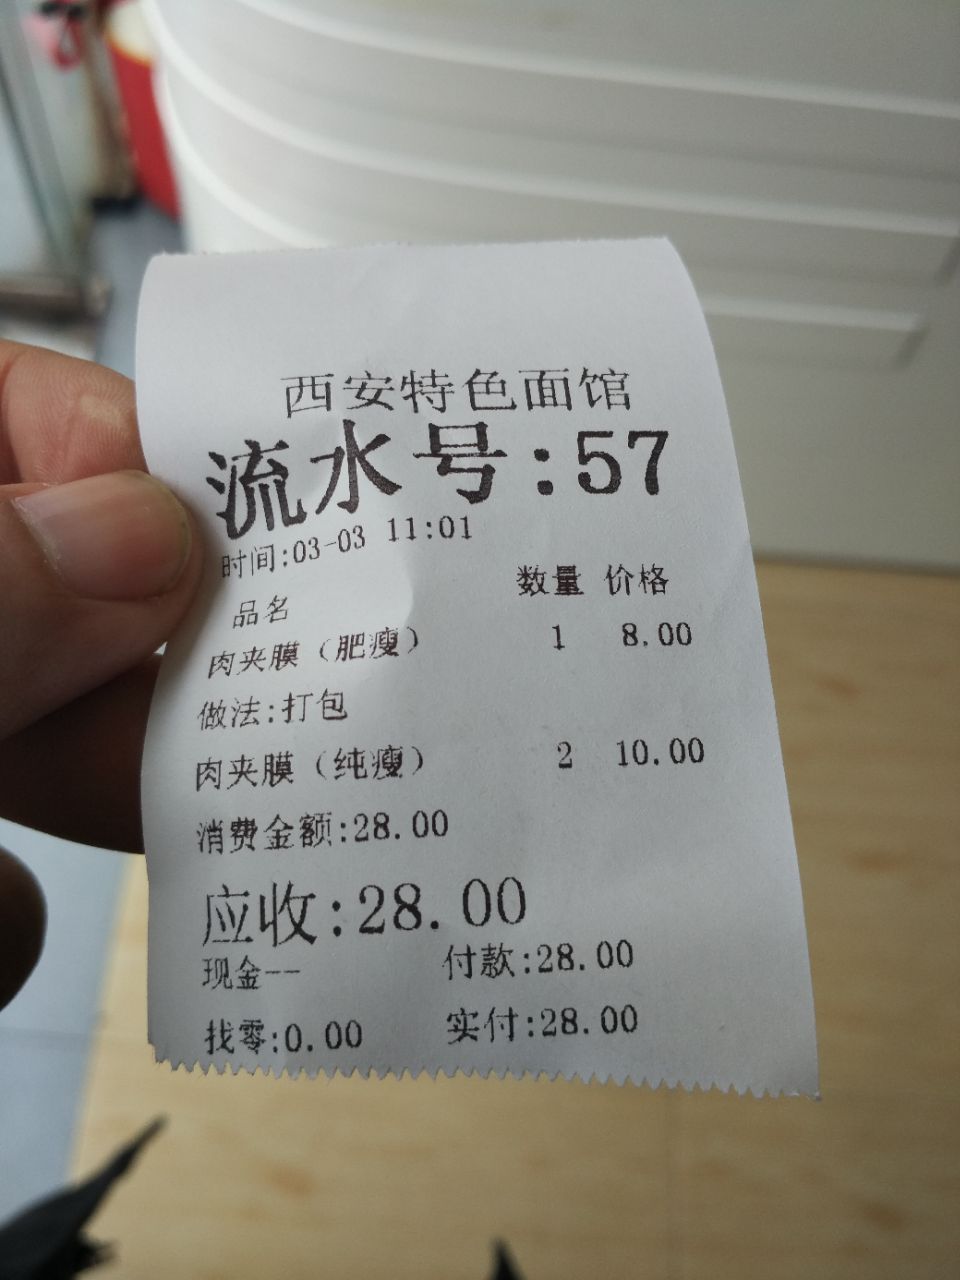 西安特色面馆
流水号:57
时间:03-03 11:01
品名 数量 价格
肉夹膜（肥瘦） 1 8.00
做法:打包
肉夹膜（纯瘦） 2 10.00
消费金额:28.00
应收:28.00
现金-- 付款:28.00
找零:0.00 实付:28.00